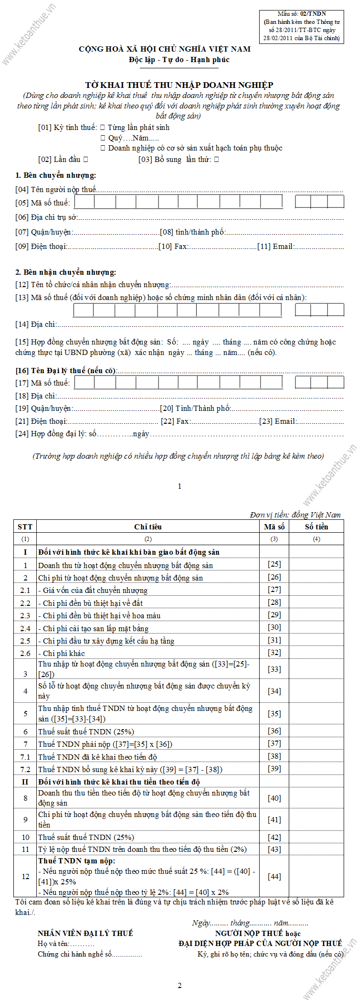 www.ketoanthue.vn
Mẫu số: 02/TNDN
(Ban hành kèm theo Thông tư
số 28/2011/TT-BTC ngày
28/02/2011 của Bộ Tài chính)
CỘNG HOÀ XÃ HỘI CHỦ NGHĨA VIỆT NAM
Độc lập - Tự do - Hạnh phúc
TỜ KHAI THUẾ THU NHẬP DOANH NGHIỆP
(Dùng cho doanh nghiệp kê khai thuế thu nhập doanh nghiệp từ chuyển nhượng bất động sản
theo từng lần phát sinh; kê khai theo quý đối với doanh nghiệp phát sinh thường xuyên hoạt động
bất động sản)
[01] Kỳ tính thuế: □ Từng lần phát sinh
□ Quý….Năm.....
□ Doanh nghiệp có cơ sở sản xuất hạch toán phụ thuộc
[02] Lần đầu □ [03] Bổ sung lần thứ: □
1. Bên chuyển nhượng:
[04] Tên người nộp thuế..........
[05] Mã số thuế:
[06] Địa chỉ trụ sở:..........
[07] Quận/huyện:..........[08] tỉnh/thành phố:..........
[09] Điện thoại:..........[10] Fax:..........[11] Email:..........
2. Bên nhận chuyển nhượng:
[12] Tên tổ chức/cá nhân nhận chuyển nhượng:..........
[13] Mã số thuế (đối với doanh nghiệp) hoặc số chứng minh nhân dân (đối với cá nhân):
[14] Địa chỉ:..........
[15] Hợp đồng chuyển nhượng bất động sản: Số: .... ngày .... tháng .... năm có công chứng hoặc
chứng thực tại UBND phường (xã) xác nhận ngày ... tháng ... năm.... (nếu có).
[16] Tên Đại lý thuế (nếu có):..........
[17] Mã số thuế:
[18] Địa chỉ:..........
[19] Quận/huyện:..........[20] Tỉnh/Thành phố:..........
[21] Điện thoại:.......... [22] Fax:..........[23] Email:..........
[24] Hợp đồng đại lý: số…………..ngày……………………
(Trường hợp doanh nghiệp có nhiều hợp đồng chuyển nhượng thì lập bảng kê kèm theo)
www.ketoanthue.vn
1
Đơn vị tiền: đồng Việt Nam
STT Chỉ tiêu Mã số Số tiền
(1) (2) (3) (4)
I Đối với hình thức kê khai khi bàn giao bất động sản
1 Doanh thu từ hoạt động chuyển nhượng bất động sản [25]
2 Chi phí từ hoạt động chuyển nhượng bất động sản [26]
2.1 - Giá vốn của đất chuyển nhượng [27]
2.2 - Chi phí đền bù thiệt hại về đất [28]
2.3 - Chi phí đền bù thiệt hại về hoa màu [29]
2.4 - Chi phí cải tạo san lấp mặt bằng [30]
2.5 - Chi phí đầu tư xây dựng kết cấu hạ tầng [31]
2.6 - Chi phí khác [32]
3 Thu nhập từ hoạt động chuyển nhượng bất động sản ([33]=[25]-
[26]) [33]
4 Số lỗ từ hoạt động chuyển nhượng bất động sản được chuyển kỳ
này [34]
5 Thu nhập tính thuế TNDN từ hoạt động chuyển nhượng bất động
sản ([35]=[33]-[34]) [35]
6 Thuế suất thuế TNDN (25%) [36]
7 Thuế TNDN phải nộp ([37]=[35] x [36]) [37]
7.1 Thuế TNDN đã kê khai theo tiến độ [38]
7.2 Thuế TNDN bổ sung kê khai kỳ này ([39] = [37] - [38]) [39]
II Đối với hình thức kê khai thu tiền theo tiến độ
8 Doanh thu thu tiền theo tiến độ từ hoạt động chuyển nhượng bất
động sản [40]
9 Chi phí từ hoạt động chuyển nhượng bất động sản theo tiến độ thu
tiền [41]
10 Thuế suất thuế TNDN (25%) [42]
11 Tỷ lệ nộp thuế TNDN trên doanh thu theo tiến độ thu tiền (2%) [43]
12 Thuế TNDN tạm nộp:
- Nếu người nộp thuế nộp theo mức thuế suất 25 %: [44] = ([40] -
[41])x 25%
- Nếu người nộp thuế nộp theo tỷ lệ 2%: [44] = [40] x 2% [44]
Tôi cam đoan số liệu kê khai trên là đúng và tự chịu trách nhiệm trước pháp luật về số liệu đã kê
khai./.
Ngày......... tháng........... năm..........
NHÂN VIÊN ĐẠI LÝ THUẾ NGƯỜI NỘP THUẾ hoặc
Họ và tên:………. ĐẠI DIỆN HỢP PHÁP CỦA NGƯỜI NỘP THUẾ
Chứng chỉ hành nghề số................ Ký, ghi rõ họ tên; chức vụ và đóng dấu (nếu có)
www.ketoanthue.vn
2